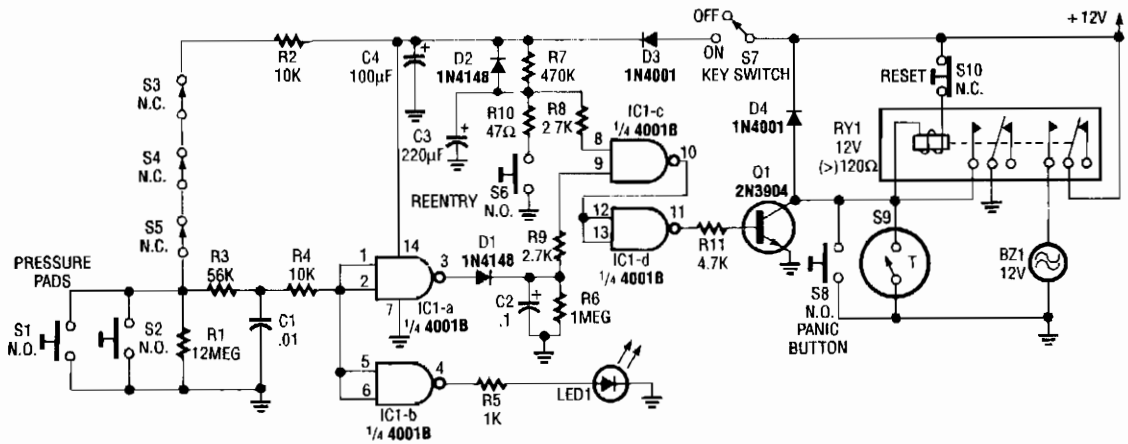 OFF
+12V
ON
S7
KEY SWITCH
R2
10K
C4
100µF
D2
1N4148
R7
470K
D3
1N4001
S3
N.C.
RESET
S10
N.C.
R10
47Ω
R8
2 7K
IC1-c
1/4 4001B
D4
1N4001
C3
220µF
8
9
10
RY1
12V
(>)120Ω
S4
N.C.
REENTRY
S6
N.O.
Q1
2N3904
12
13
11
S5
N.C.
R9
2.7K
IC1-d
1/4 4001B
R11
4.7K
S9
T
BZ1
12V
PRESSURE
PADS
R3
56K
R4
10K
1
2
14
3
7
D1
1N4148
IC1-a
1/4 4001B
C2
.1
R6
1MEG
S8
N.O.
PANIC
BUTTON
S1
N.O.
S2
N.O.
R1
12MEG
C1
.01
5
6
4
IC1-b
1/4 4001B
R5
1K
LED1